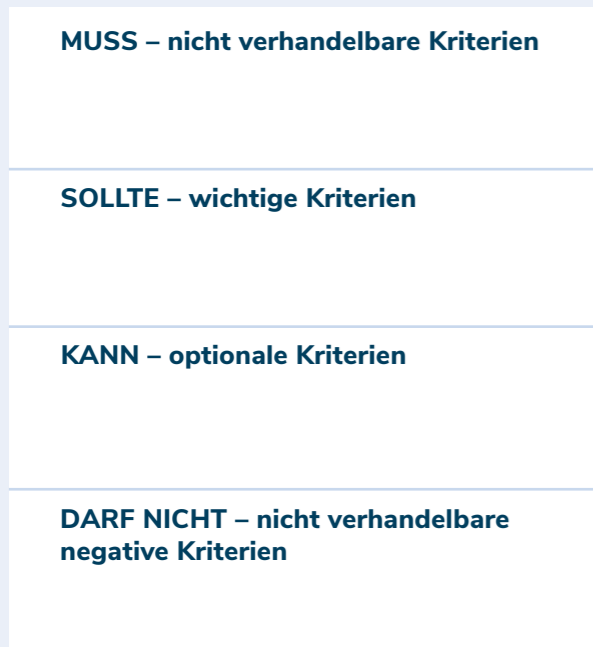 MUSS – nicht verhandelbare Kriterien
SOLLTE – wichtige Kriterien
KANN – optionale Kriterien
DARF NICHT – nicht verhandelbare
negative Kriterien